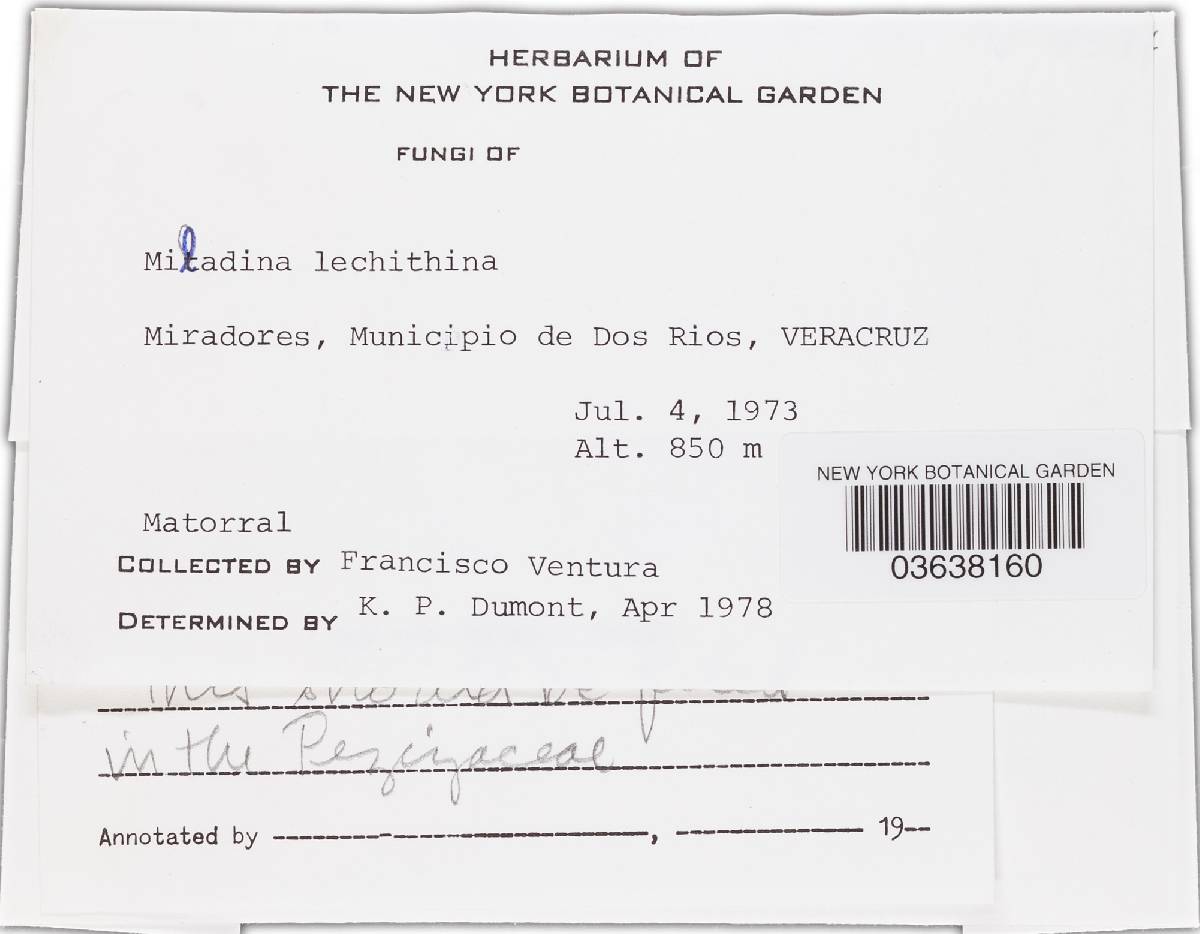 HERBARIUM OF
THE NEW YORK BOTANICAL GARDEN
FUNGI OF
Miladina lechithina
Miradores, Municipio de Dos Rios, VERACRUZ
Jul. 4, 1973
Alt. 850 m
NEW YORK BOTANICAL GARDEN
03638160
Matorral
COLLECTED BY Francisco Ventura
DETERMINED BY K. P. Dumont, Apr 1978
This be
in the Pezizaceae
Annotated by , 19